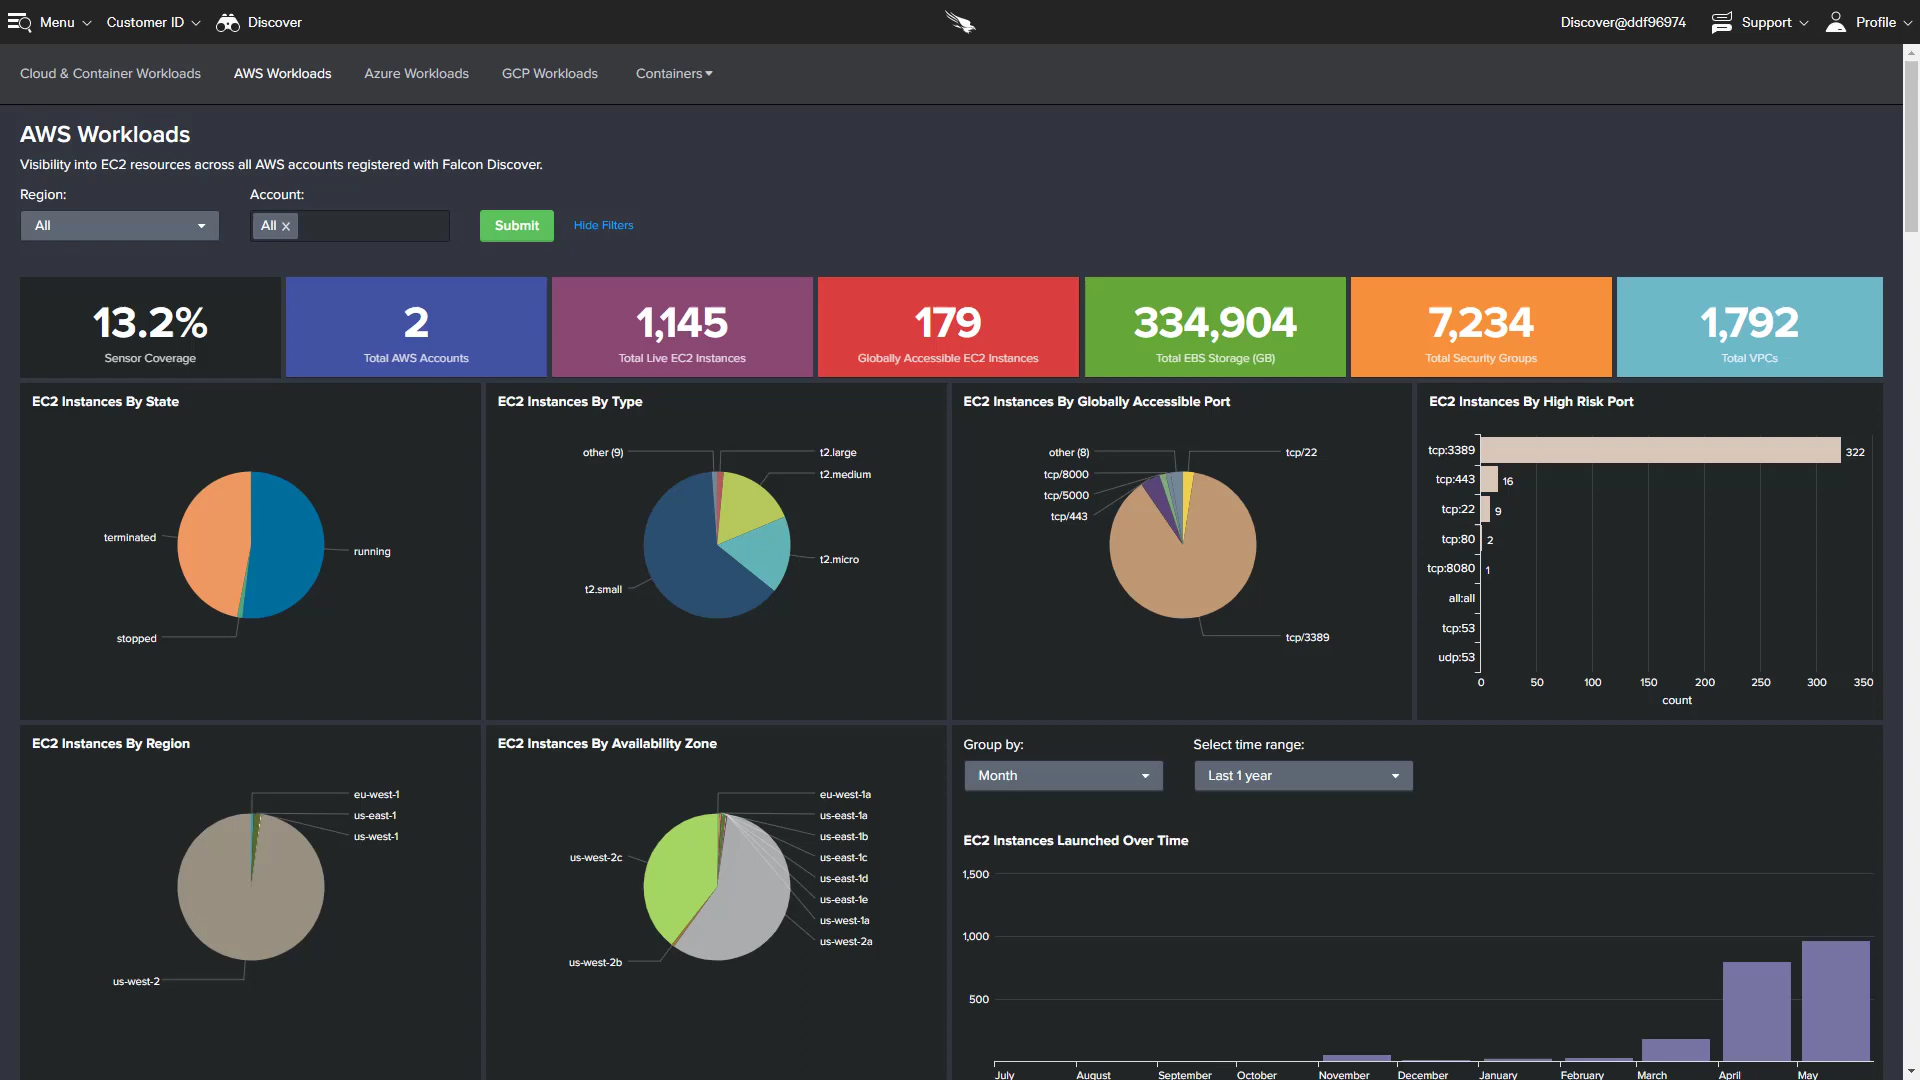 Menu Customer ID Discover Discover@ddf96974 Support Profile
Cloud & Container Workloads AWS Workloads Azure Workloads GCP Workloads Containers
AWS Workloads
Visibility into EC2 resources across all AWS accounts registered with Falcon Discover.
Region: Account:
All All x Submit Hide Filters
13.2% 2 1,145 179 334,904 7,234 1,792
Sensor Coverage Total AWS Accounts Total Live EC2 Instances Globally Accessible EC2 Instances Total EBS Storage (GB) Total Security Groups Total VPCs
EC2 Instances By State
terminated
running
stopped
EC2 Instances By Type
other (9)
t2.large
t2.medium
t2.micro
t2.small
EC2 Instances By Globally Accessible Port
other (8)
tcp/22
tcp/8000
tcp/5000
tcp/443
tcp/3389
EC2 Instances By High Risk Port
tcp:3389 322
tcp:443 16
tcp:22 9
tcp:80 2
tcp:8080 1
all:all
tcp:53
udp:53
0 50 100 150 200 250 300 350
count
EC2 Instances By Region
eu-west-1
us-east-1
us-west-1
us-west-2
EC2 Instances By Availability Zone
eu-west-1a
us-east-1a
us-east-1b
us-east-1c
us-east-1d
us-east-1e
us-west-1a
us-west-2a
us-west-2c
us-west-2b
Group by: Select time range:
Month Last 1 year
EC2 Instances Launched Over Time
1,500
1,000
500
July August September October November December January February March April May